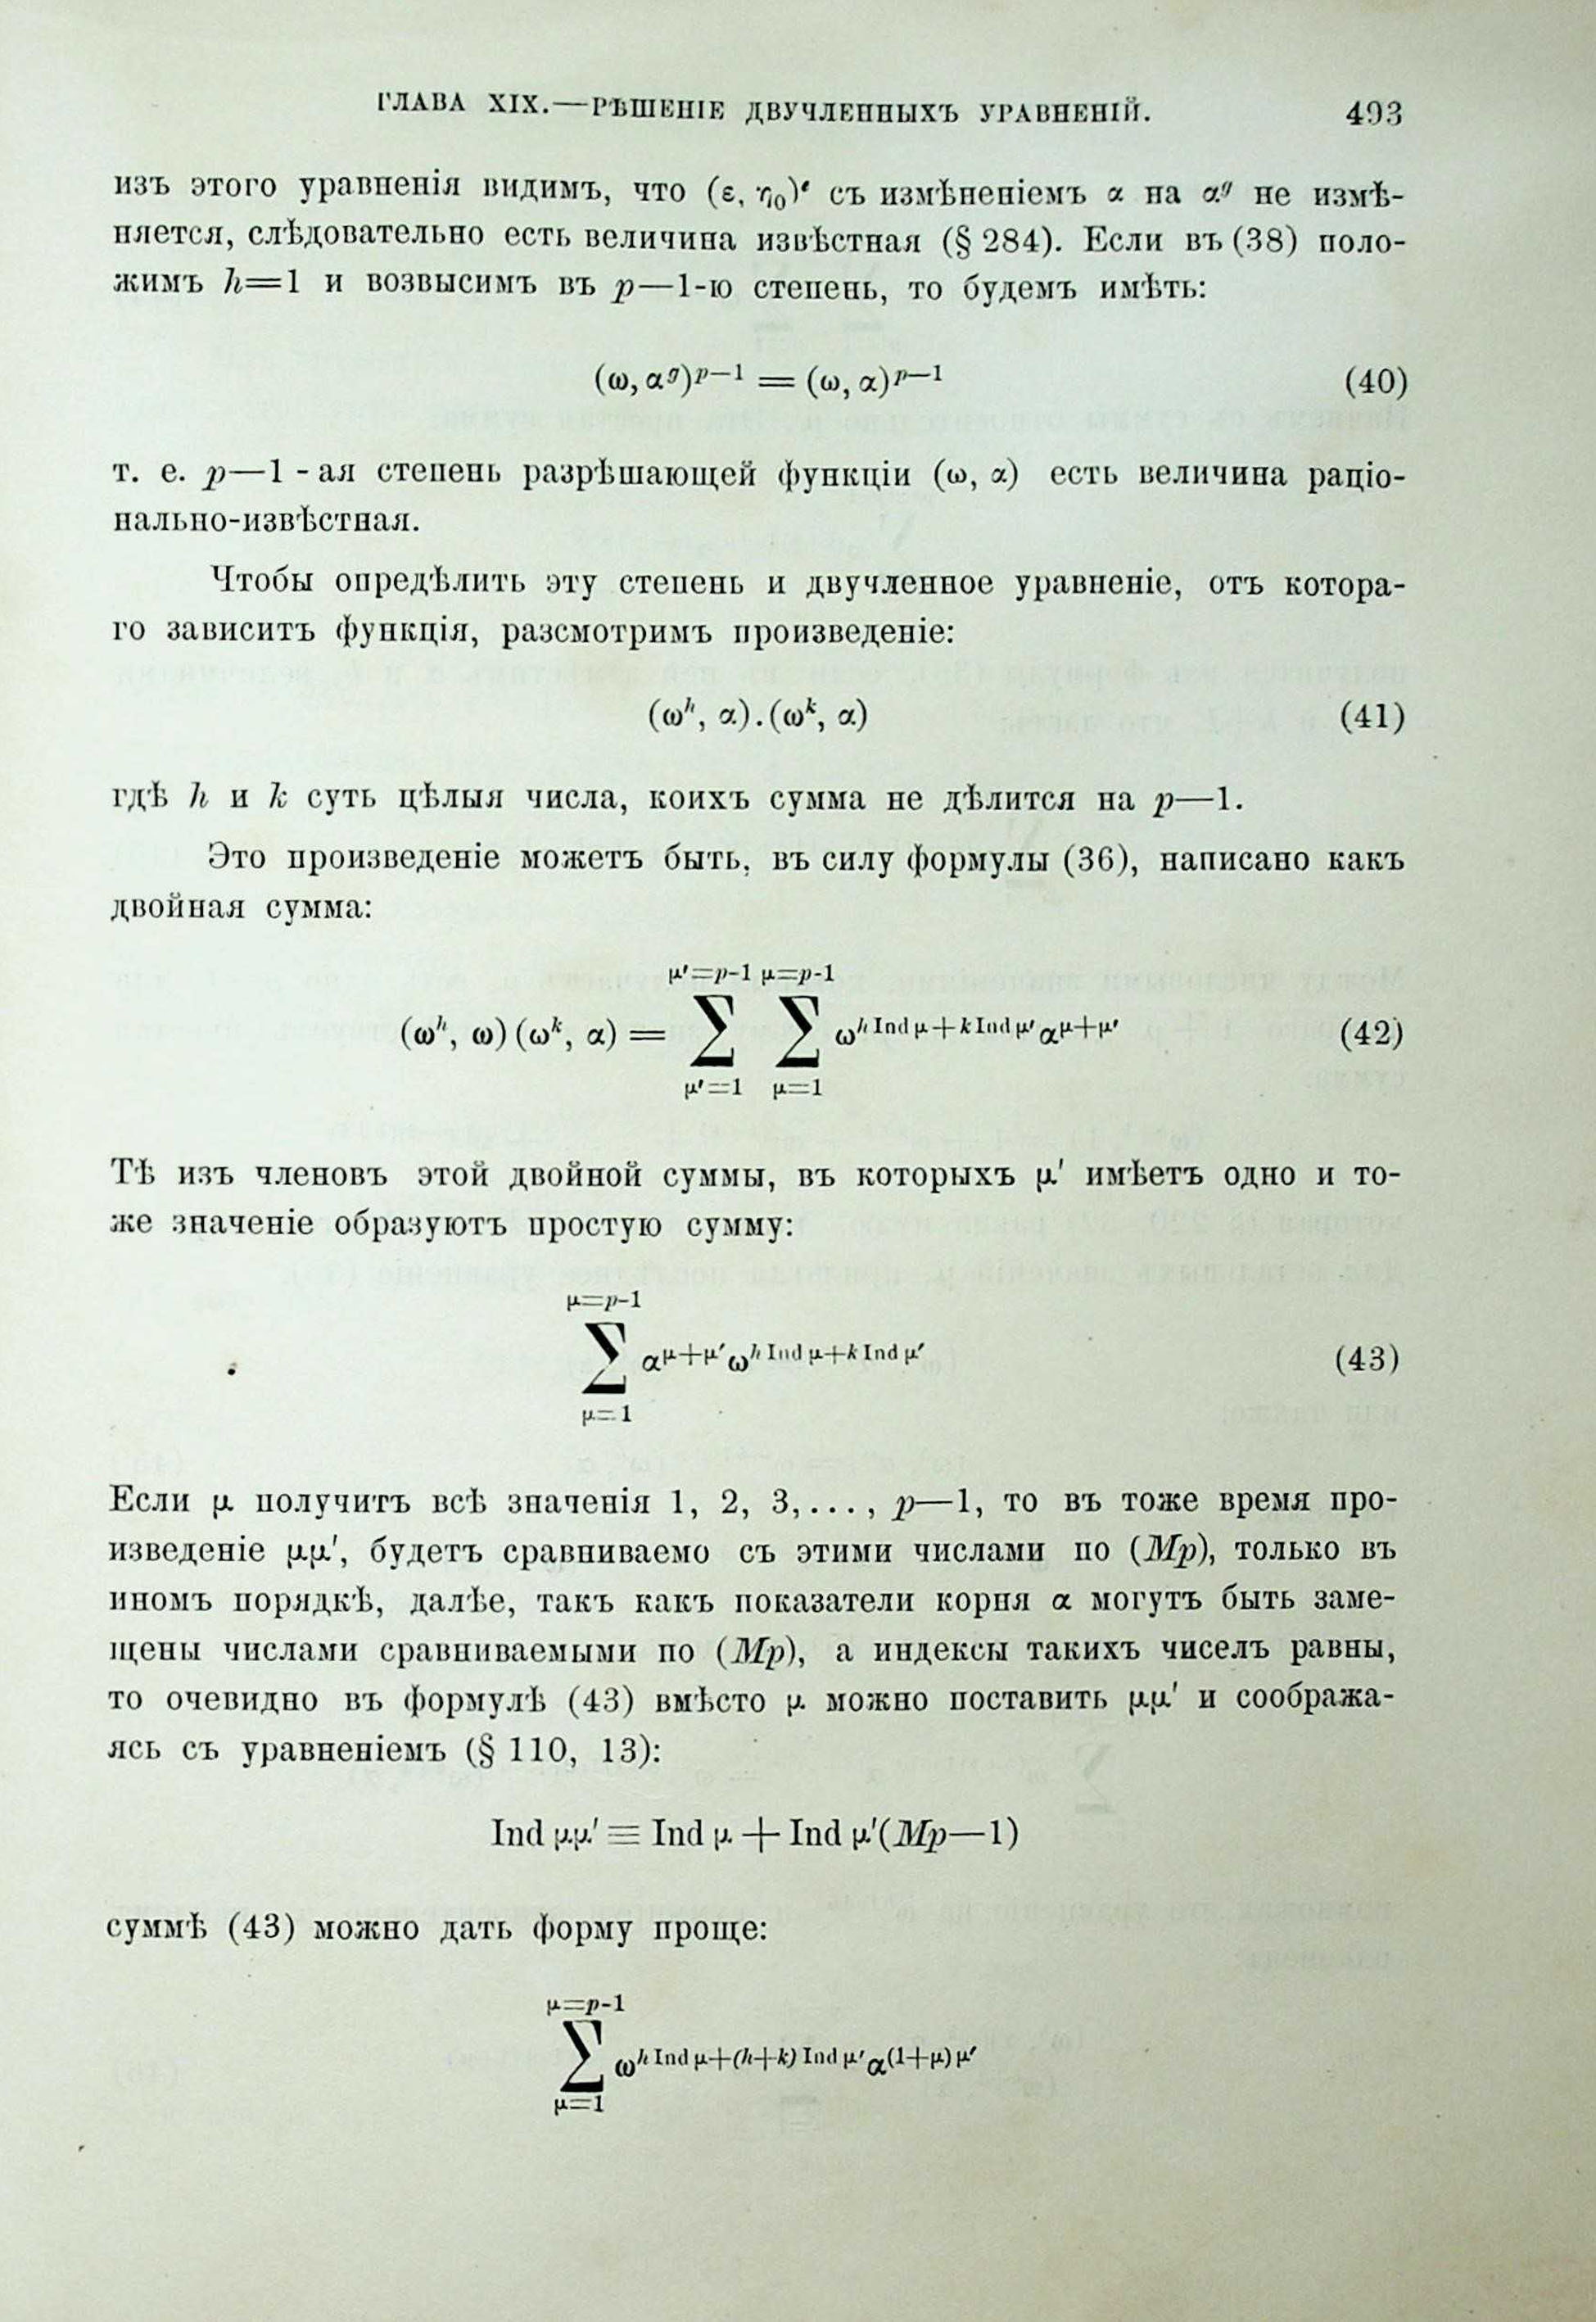 ГЛАВА XIX.—РѢШЕНІЕ ДВУЧЛЕННЫХЪ УРАВНЕНІЙ. 493
изъ этого уравненія видимъ, что (ε, η₀)ᵉ съ измѣненіемъ α на αᵍ не измѣ-
няется, слѣдовательно есть величина извѣстная (§ 284). Если въ (38) поло-
жимъ h=1 и возвысимъ въ p—1-ю степень, то будемъ имѣть:
(ω, αᵍ)ᵖ⁻¹ = (ω, α)ᵖ⁻¹ (40)
т. е. p—1 - ая степень разрѣшающей функціи (ω, α) есть величина раціо-
нально-извѣстная.
Чтобы опредѣлить эту степень и двучленное уравненіе, отъ котора-
го зависитъ функція, разсмотримъ произведеніе:
(ωʰ, α).(ωᵏ, α) (41)
гдѣ h и k суть цѣлыя числа, коихъ сумма не дѣлится на p—1.
Это произведеніе можетъ быть, въ силу формулы (36), написано какъ
двойная сумма:
μ'=p-1 μ=p-1
(ωʰ, ω) (ωᵏ, α) = ∑ ∑ ω^{h Ind μ + k Ind μ'} α^{μ+μ'} (42)
μ'=1 μ=1
Тѣ изъ членовъ этой двойной суммы, въ которыхъ μ' имѣетъ одно и то-
же значеніе образуютъ простую сумму:
μ=p-1
∑ α^{μ+μ'} ω^{h Ind μ+k Ind μ'} (43)
μ=1
Если μ получитъ всѣ значенія 1, 2, 3,..., p—1, то въ тоже время про-
изведеніе μμ', будетъ сравниваемо съ этими числами по (Mp), только въ
иномъ порядкѣ, далѣе, такъ какъ показатели корня α могутъ быть заме-
щены числами сравниваемыми по (Mp), а индексы такихъ чиселъ равны,
то очевидно въ формулѣ (43) вмѣсто μ можно поставить μμ' и сообража-
ясь съ уравненіемъ (§ 110, 13):
Ind μμ' ≡ Ind μ + Ind μ'(Mp—1)
суммѣ (43) можно дать форму проще:
μ=p-1
∑ ω^{h Ind μ+(h+k) Ind μ'} α^{(1+μ) μ'}
μ=1